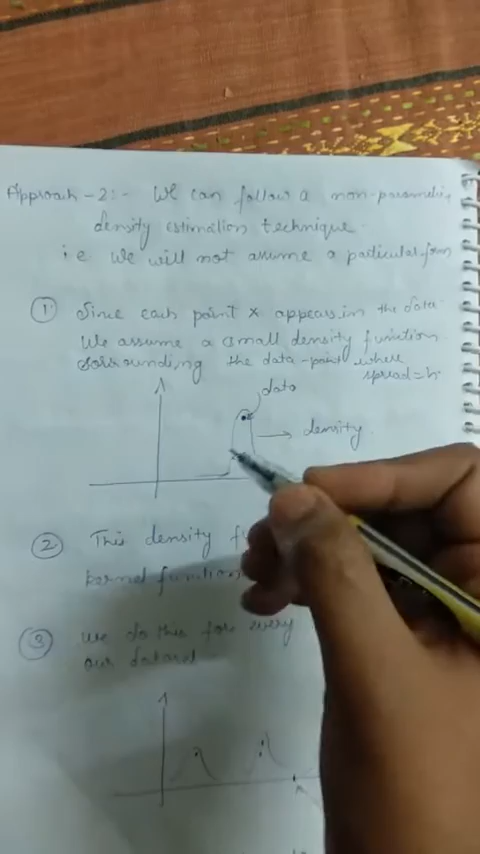 Approach-2:- We can follow a non-parametric
density estimation technique.
i.e. We will not assume a particular form
1 Since each point x appears in the data
We assume a small density function
sorrounding the data-point where
spread=h.
data
density
2 This density
kernel function
3 We do this for every
our dataset